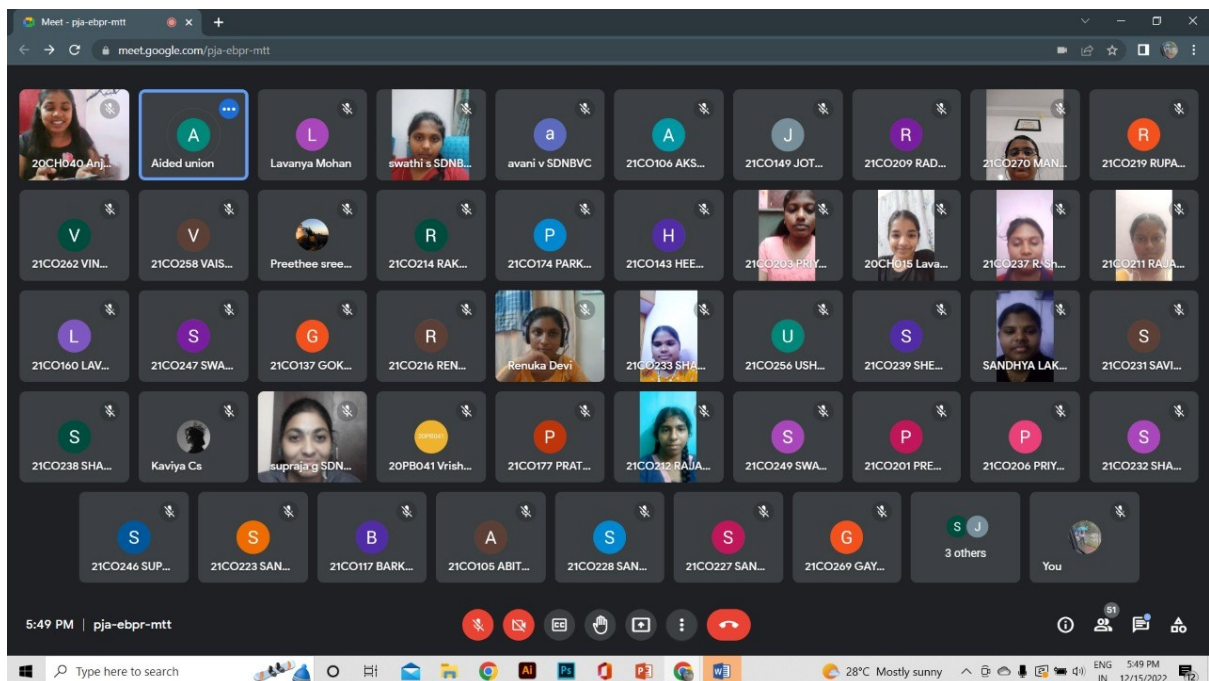 Meet - pja-ebpr-mtt
meet.google.com/pja-ebpr-mtt
20CH040 Anj...
A
Aided union
L
Lavanya Mohan
swathi s SDNB...
a
avani v SDNBVC
A
21CO106 AKS...
J
21CO149 JOT...
R
21CO209 RAD...
21CO270 MAN...
R
21CO219 RUPA...
V
21CO262 VIN...
V
21CO258 VAIS...
Preethee sree...
R
21CO214 RAK...
P
21CO174 PARK...
H
21CO143 HEE...
21CO203 PRIY...
20CH015 Lava...
21CO237 R. Sh...
21CO211 RAJA...
L
21CO160 LAV...
S
21CO247 SWA...
G
21CO137 GOK...
R
21CO216 REN...
Renuka Devi
21CO233 SHA...
U
21CO256 USH...
S
21CO239 SHE...
SANDHYA LAK...
S
21CO231 SAVI...
S
21CO238 SHA...
Kaviya Cs
supraja g SDN...
20PB041
20PB041 Vrish...
P
21CO177 PRAT...
21CO212 RAJA...
S
21CO249 SWA...
P
21CO201 PRE...
P
21CO206 PRIY...
S
21CO232 SHA...
S
21CO246 SUP...
S
21CO223 SAN...
B
21CO117 BARK...
A
21CO105 ABIT...
S
21CO228 SAN...
S
21CO227 SAN...
G
21CO269 GAY...
S J
3 others
You
5:49 PM | pja-ebpr-mtt
CC
51
Type here to search
Ai
Ps
28°C Mostly sunny
ENG
IN
5:49 PM
12/15/2022
12